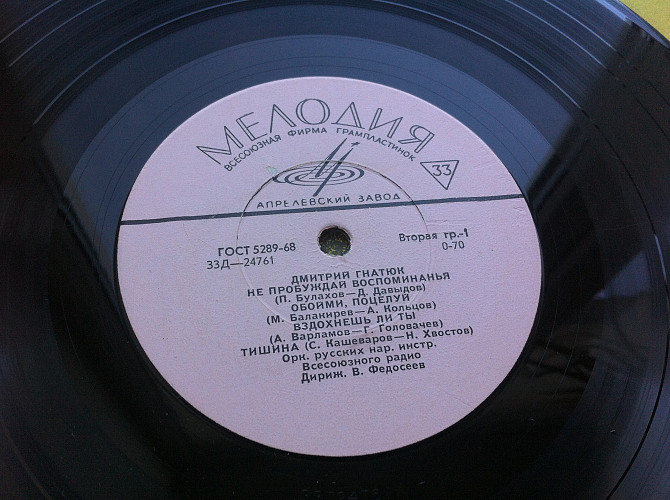 МЕЛОДИЯ
ВСЕСОЮЗНАЯ ФИРМА ГРАМПЛАСТИНОК
33
АПРЕЛЕВСКИЙ ЗАВОД
ГОСТ 5289-68 Вторая гр.-1
33Д—24761 0-70
ДМИТРИЙ ГНАТЮК
НЕ ПРОБУЖДАЙ ВОСПОМИНАНЬЯ
(П. Булахов—Д. Давыдов)
ОБОЙМИ, ПОЦЕЛУЙ
(М. Балакирев—А. Кольцов)
ВЗДОХНЕШЬ ЛИ ТЫ
(А. Варламов—Г. Головачев)
ТИШИНА (С. Кашеваров—Н. Хвостов)
Орк. русских нар. инстр.
Всесоюзного радио
Дириж. В. Федосеев